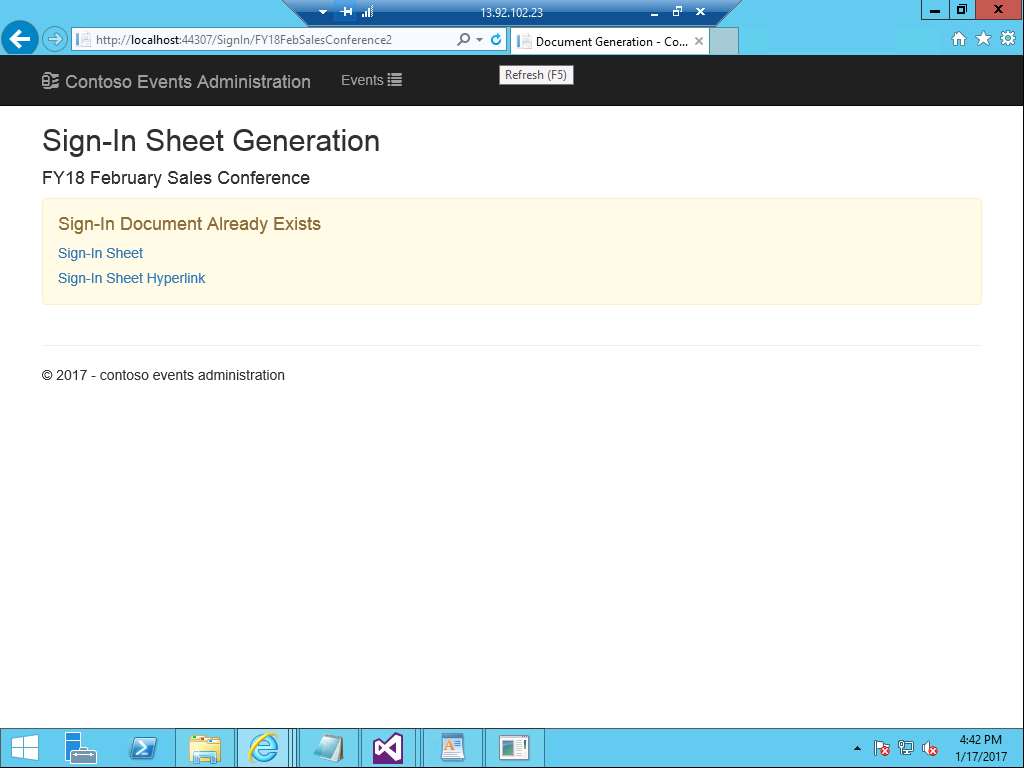 13.92.102.23
http://localhost:44307/SignIn/FY18FebSalesConference2
Document Generation - Co...
Refresh (F5)
Contoso Events Administration
Events
Sign-In Sheet Generation
FY18 February Sales Conference
Sign-In Document Already Exists
Sign-In Sheet
Sign-In Sheet Hyperlink
© 2017 - contoso events administration
4:42 PM
1/17/2017